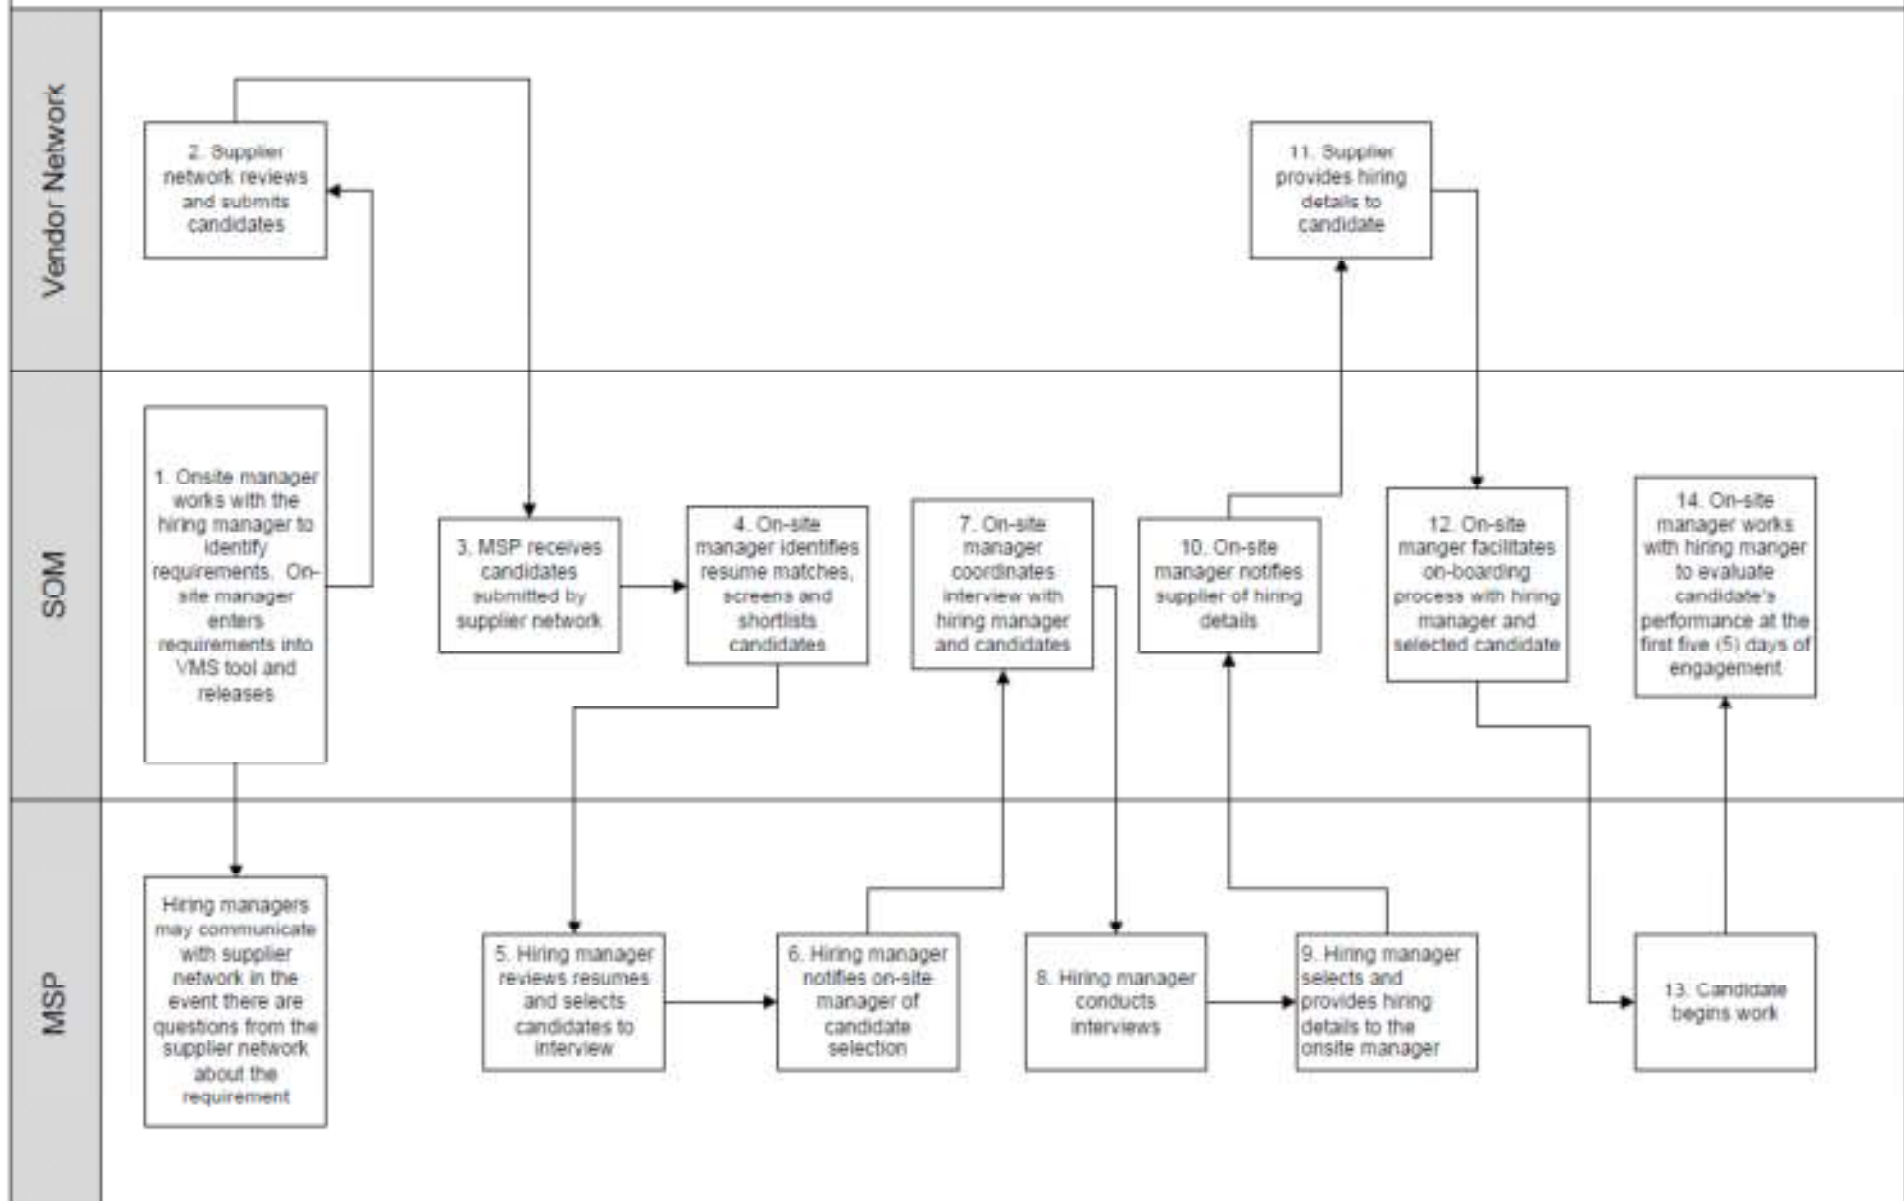 Vendor Network
2. Supplier
network reviews
and submits
candidates
11. Supplier
provides hiring
details to
candidate
SOM
1. Onsite manager
works with the
hiring manager to
identify
requirements. On-
site manager
enters
requirements into
VMS tool and
releases
3. MSP receives
candidates
submitted by
supplier network
4. On-site
manager identifies
resume matches,
screens and
shortlists
candidates
7. On-site
manager
coordinates
interview with
hiring manager
and candidates
10. On-site
manager notifies
supplier of hiring
details
12. On-site
manger facilitates
on-boarding
process with hiring
manager and
selected candidate
14. On-site
manager works
with hiring manger
to evaluate
candidate's
performance at the
first five (5) days of
engagement
MSP
Hiring managers
may communicate
with supplier
network in the
event there are
questions from the
supplier network
about the
requirement
5. Hiring manager
reviews resumes
and selects
candidates to
interview
6. Hiring manager
notifies on-site
manager of
candidate
selection
8. Hiring manager
conducts
interviews
9. Hiring manager
selects and
provides hiring
details to the
onsite manager
13. Candidate
begins work